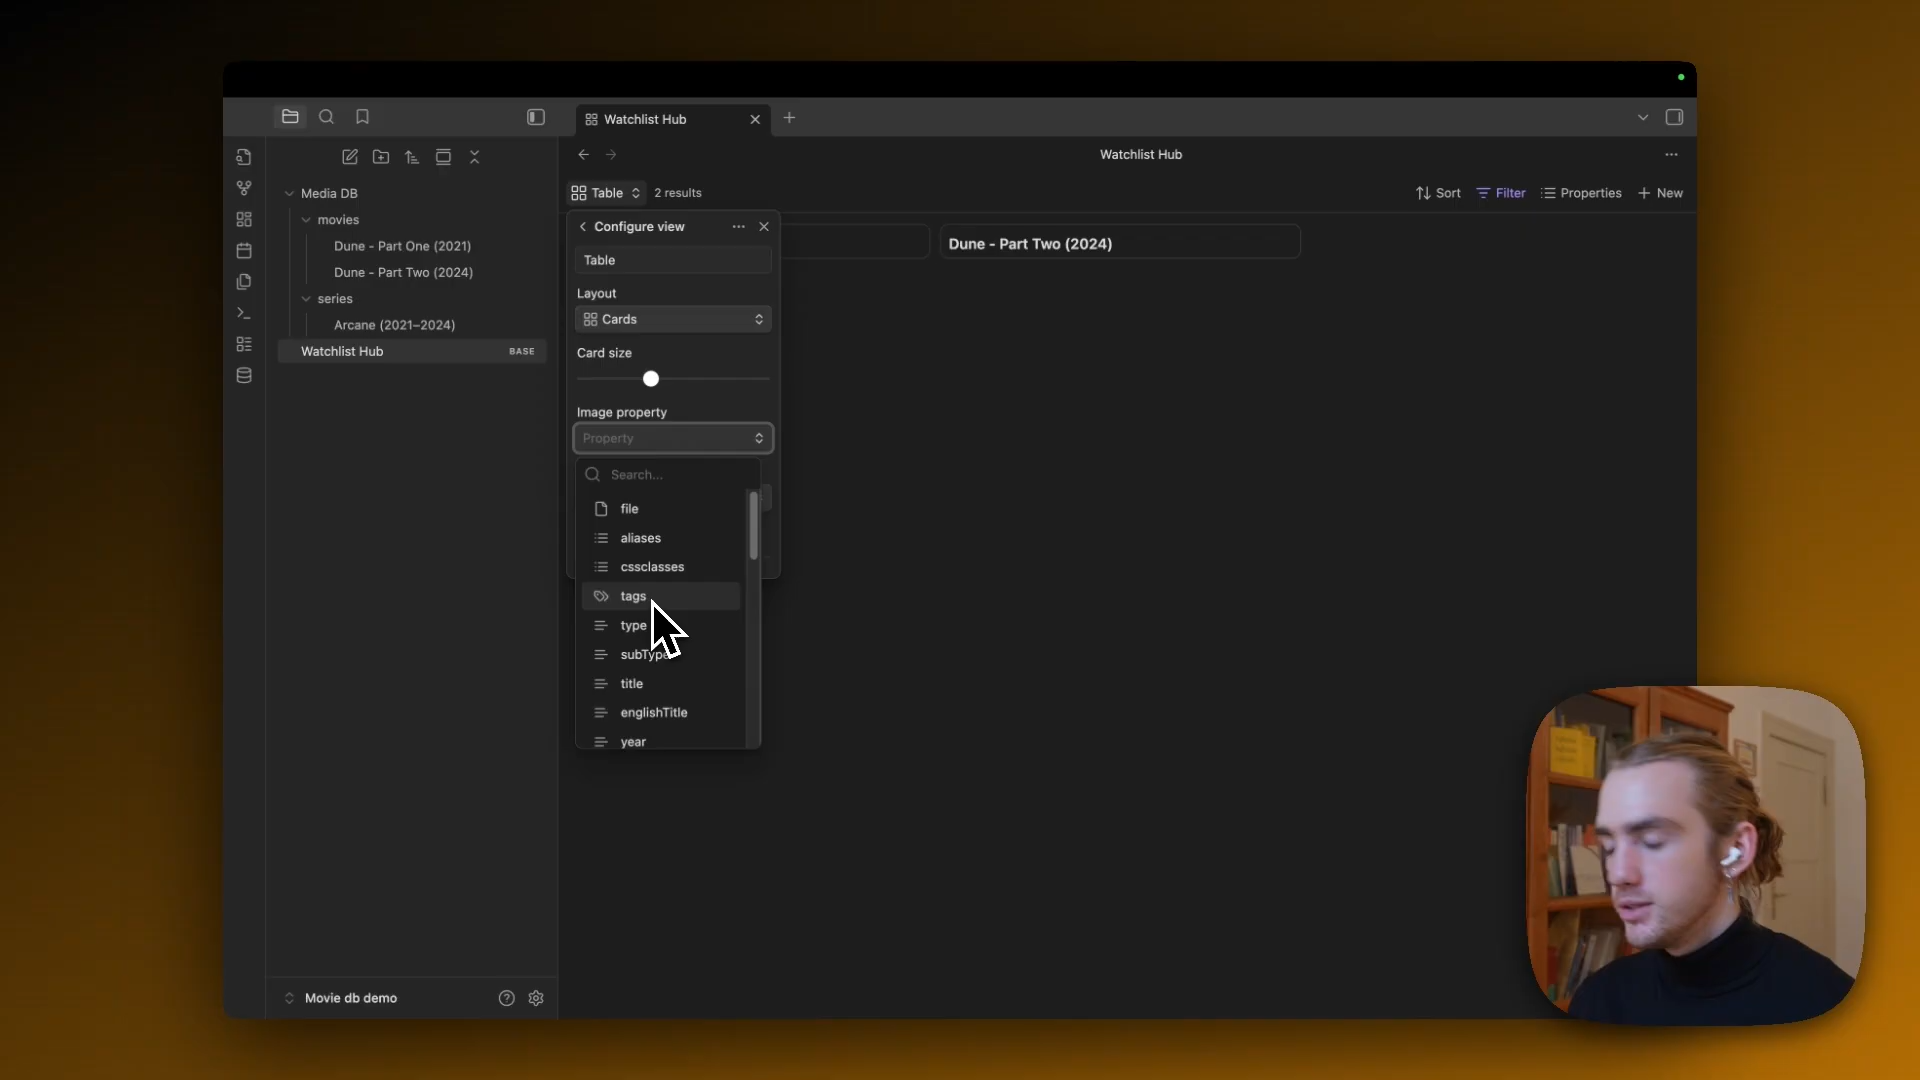 Watchlist Hub
Watchlist Hub
Table
2 results
Sort
Filter
Properties
New
Media DB
movies
Dune - Part One (2021)
Dune - Part Two (2024)
series
Arcane (2021–2024)
Watchlist Hub
BASE
Configure view
Table
Layout
Cards
Card size
Image property
Property
Search...
file
aliases
cssclasses
tags
type
subType
title
englishTitle
year
Dune - Part Two (2024)
Movie db demo